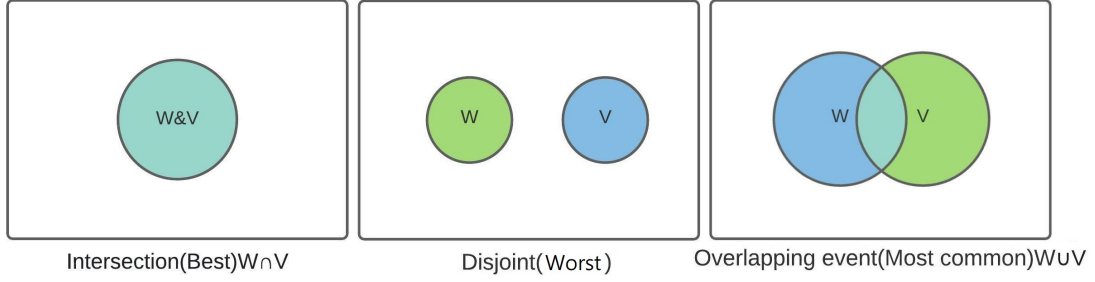 W&V
W
V
W
V
Intersection(Best)W∩V
Disjoint(Worst)
Overlapping event(Most common)W∪V